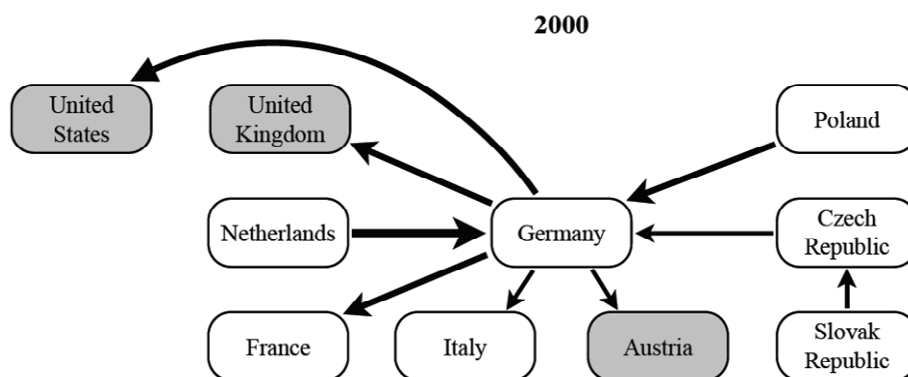 2000
United
States
United
Kingdom
Poland
Netherlands
Germany
Czech
Republic
France
Italy
Austria
Slovak
Republic